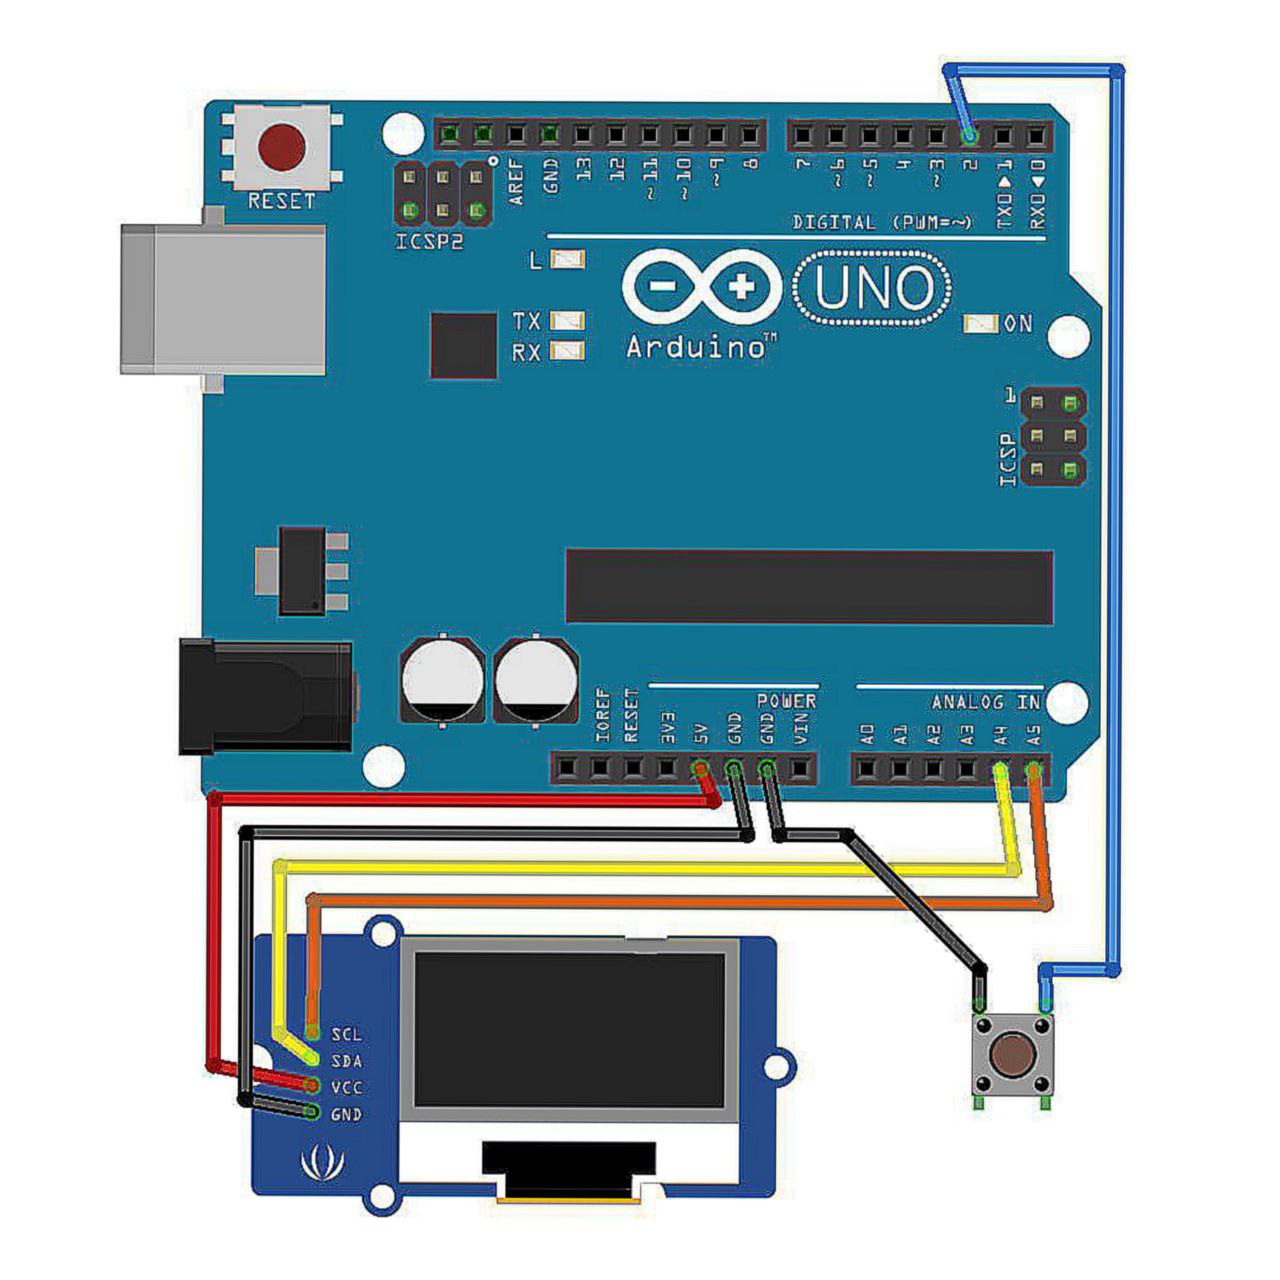 RESET
ICSP2
AREF
GND
13
12
~11
~10
~9
8
7
~6
~5
4
~3
2
TX0▶1
RX0◀0
DIGITAL (PWM=~)
L
TX
RX
Arduino™
UNO
ON
1
ICSP
IOREF
RESET
3V3
5V
GND
GND
VIN
POWER
A0
A1
A2
A3
A4
A5
ANALOG IN
SCL
SDA
VCC
GND